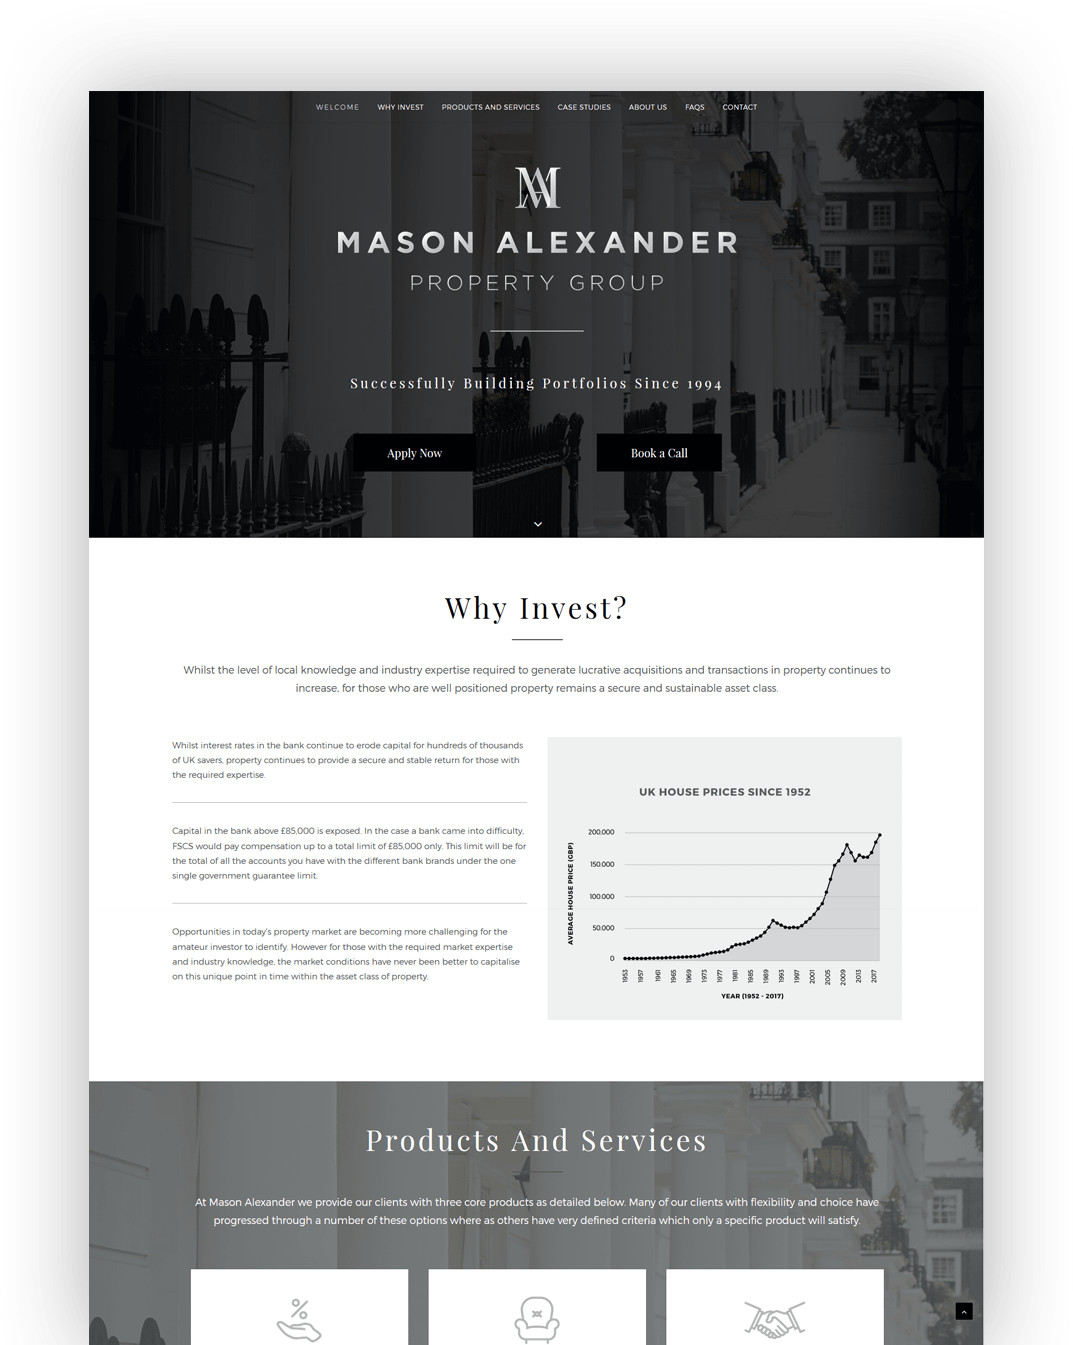 WELCOME WHY INVEST PRODUCTS AND SERVICES CASE STUDIES ABOUT US FAQS CONTACT
MA
MASON ALEXANDER
PROPERTY GROUP
Successfully Building Portfolios Since 1994
Apply Now Book a Call
Why Invest?
Whilst the level of local knowledge and industry expertise required to generate lucrative acquisitions and transactions in property continues to
increase, for those who are well positioned property remains a secure and sustainable asset class.
Whilst interest rates in the bank continue to erode capital for hundreds of thousands
of UK savers, property continues to provide a secure and stable return for those with
the required expertise.
Capital in the bank above £85,000 is exposed. In the case a bank came into difficulty,
FSCS would pay compensation up to a total limit of £85,000 only. This limit will be for
the total of all the accounts you have with the different bank brands under the one
single government guarantee limit.
Opportunities in today's property market are becoming more challenging for the
amateur investor to identify. However for those with the required market expertise
and industry knowledge, the market conditions have never been better to capitalise
on this unique point in time within the asset class of property.
UK HOUSE PRICES SINCE 1952
AVERAGE HOUSE PRICE (GBP)
200.000
150.000
100.000
50.000
0
1953 1957 1961 1965 1969 1973 1977 1981 1985 1989 1993 1997 2001 2005 2009 2013 2017
YEAR (1952 - 2017)
Products And Services
At Mason Alexander we provide our clients with three core products as detailed below. Many of our clients with flexibility and choice have
progressed through a number of these options where as others have very defined criteria which only a specific product will satisfy.
%